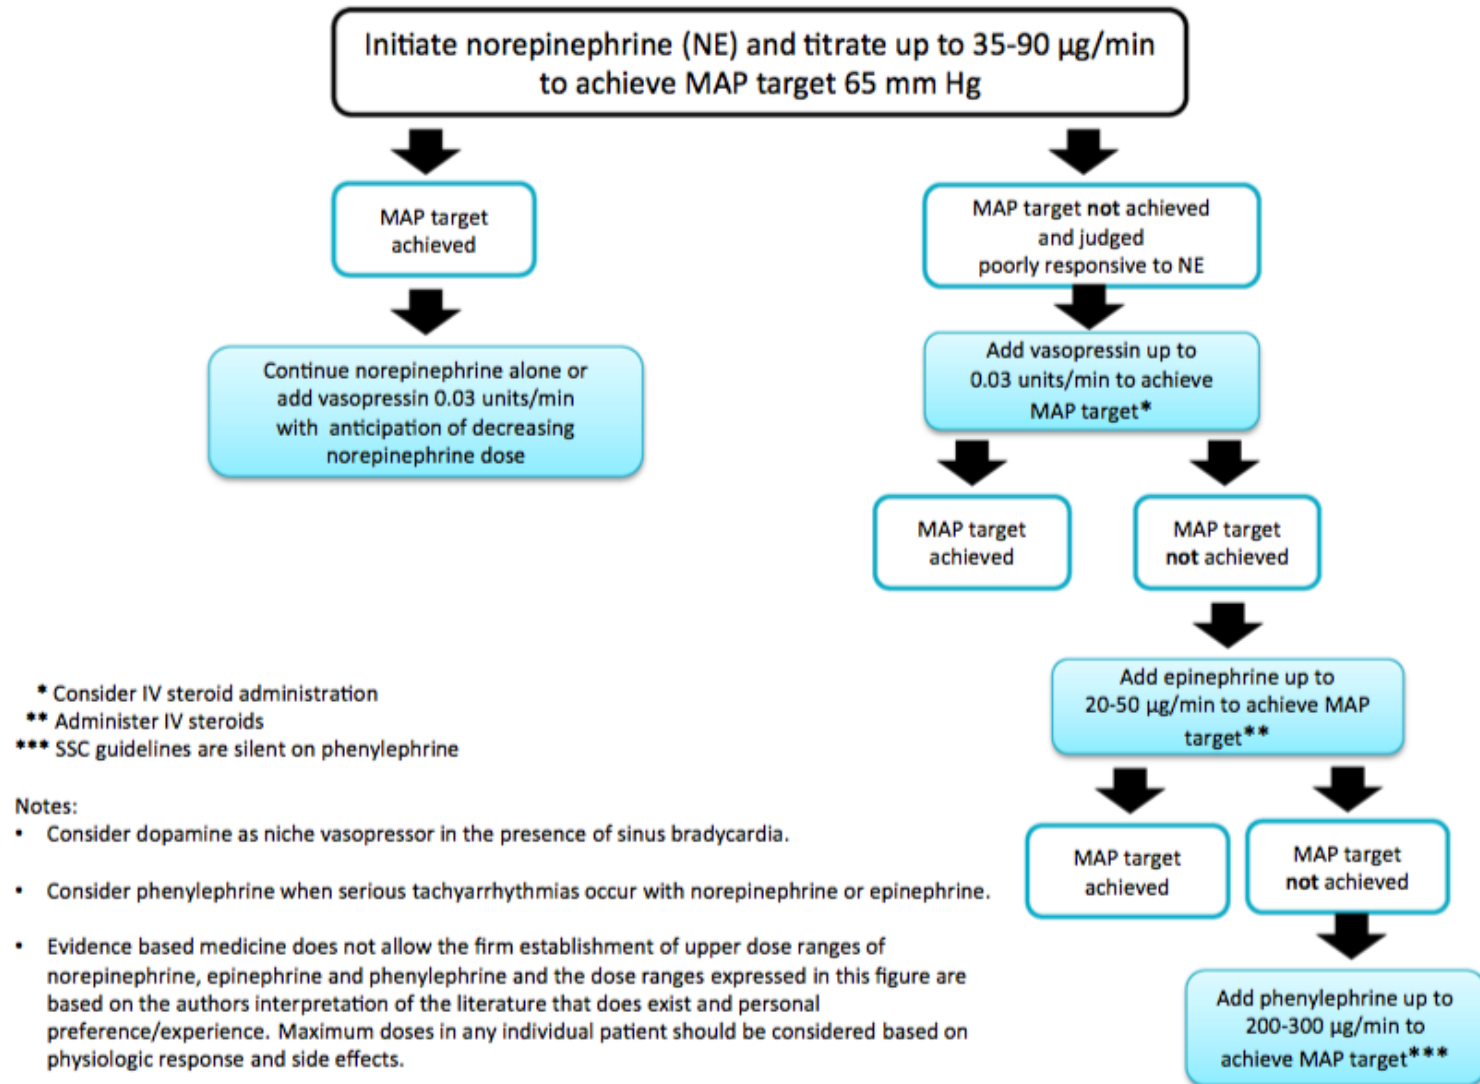 Initiate norepinephrine (NE) and titrate up to 35-90 μg/min
to achieve MAP target 65 mm Hg
MAP target
achieved
MAP target not achieved
and judged
poorly responsive to NE
Continue norepinephrine alone or
add vasopressin 0.03 units/min
with anticipation of decreasing
norepinephrine dose
Add vasopressin up to
0.03 units/min to achieve
MAP target*
MAP target
achieved
MAP target
not achieved
Add epinephrine up to
20-50 μg/min to achieve MAP
target**
MAP target
achieved
MAP target
not achieved
Add phenylephrine up to
200-300 μg/min to
achieve MAP target***
* Consider IV steroid administration
** Administer IV steroids
*** SSC guidelines are silent on phenylephrine
Notes:
• Consider dopamine as niche vasopressor in the presence of sinus bradycardia.
• Consider phenylephrine when serious tachyarrhythmias occur with norepinephrine or epinephrine.
• Evidence based medicine does not allow the firm establishment of upper dose ranges of
norepinephrine, epinephrine and phenylephrine and the dose ranges expressed in this figure are
based on the authors interpretation of the literature that does exist and personal
preference/experience. Maximum doses in any individual patient should be considered based on
physiologic response and side effects.